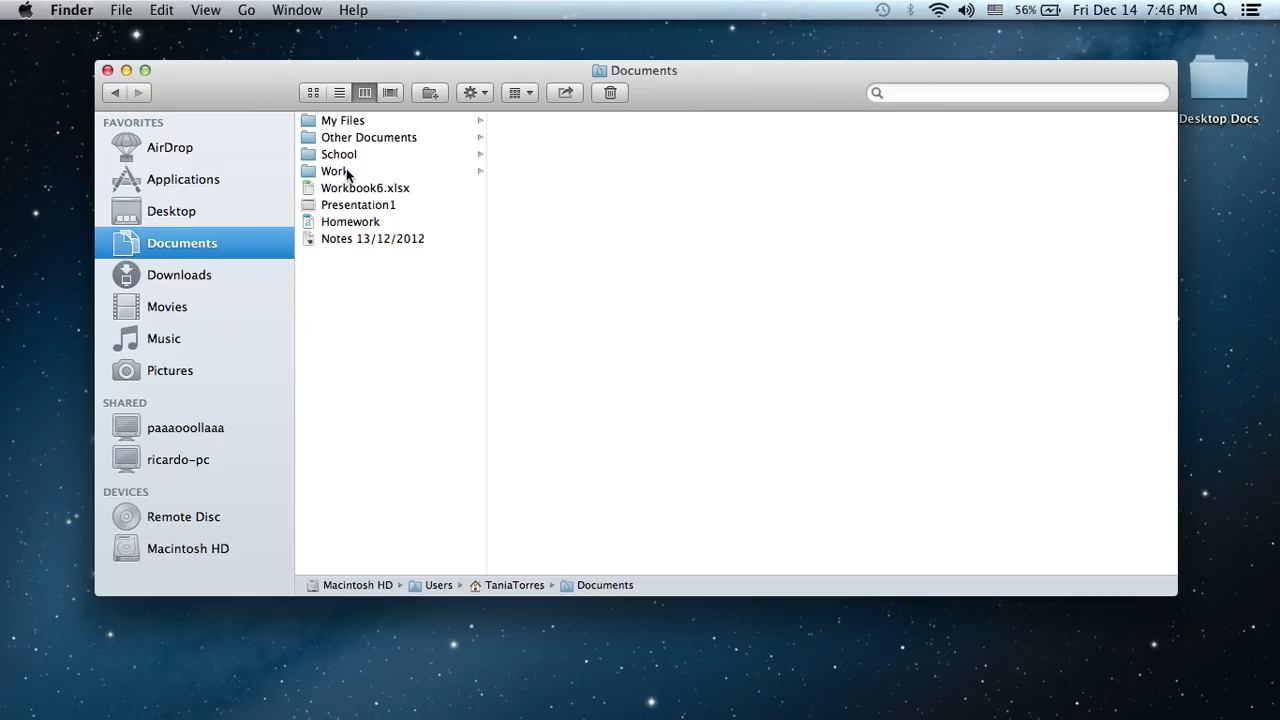 Finder File Edit View Go Window Help 56% Fri Dec 14 7:46 PM
Documents
Desktop Docs
FAVORITES
AirDrop
Applications
Desktop
Documents
Downloads
Movies
Music
Pictures
SHARED
paaaooollaaa
ricardo-pc
DEVICES
Remote Disc
Macintosh HD
My Files
Other Documents
School
Work
Workbook6.xlsx
Presentation1
Homework
Notes 13/12/2012
Macintosh HD Users TaniaTorres Documents